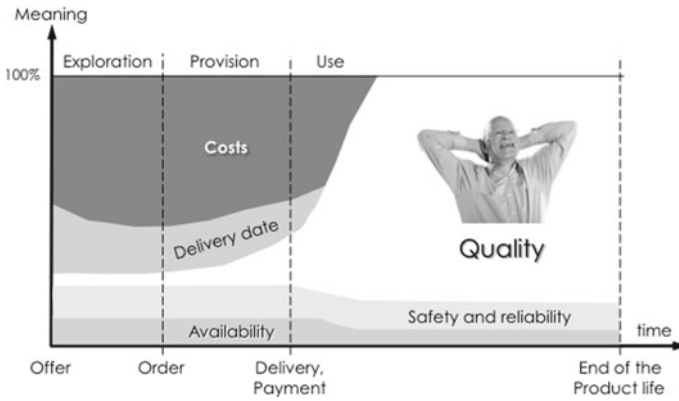 Meaning
Exploration Provision Use
100%
Costs
Delivery date
Quality
Safety and reliability
Availability
time
Offer Order Delivery, End of the
Payment Product life